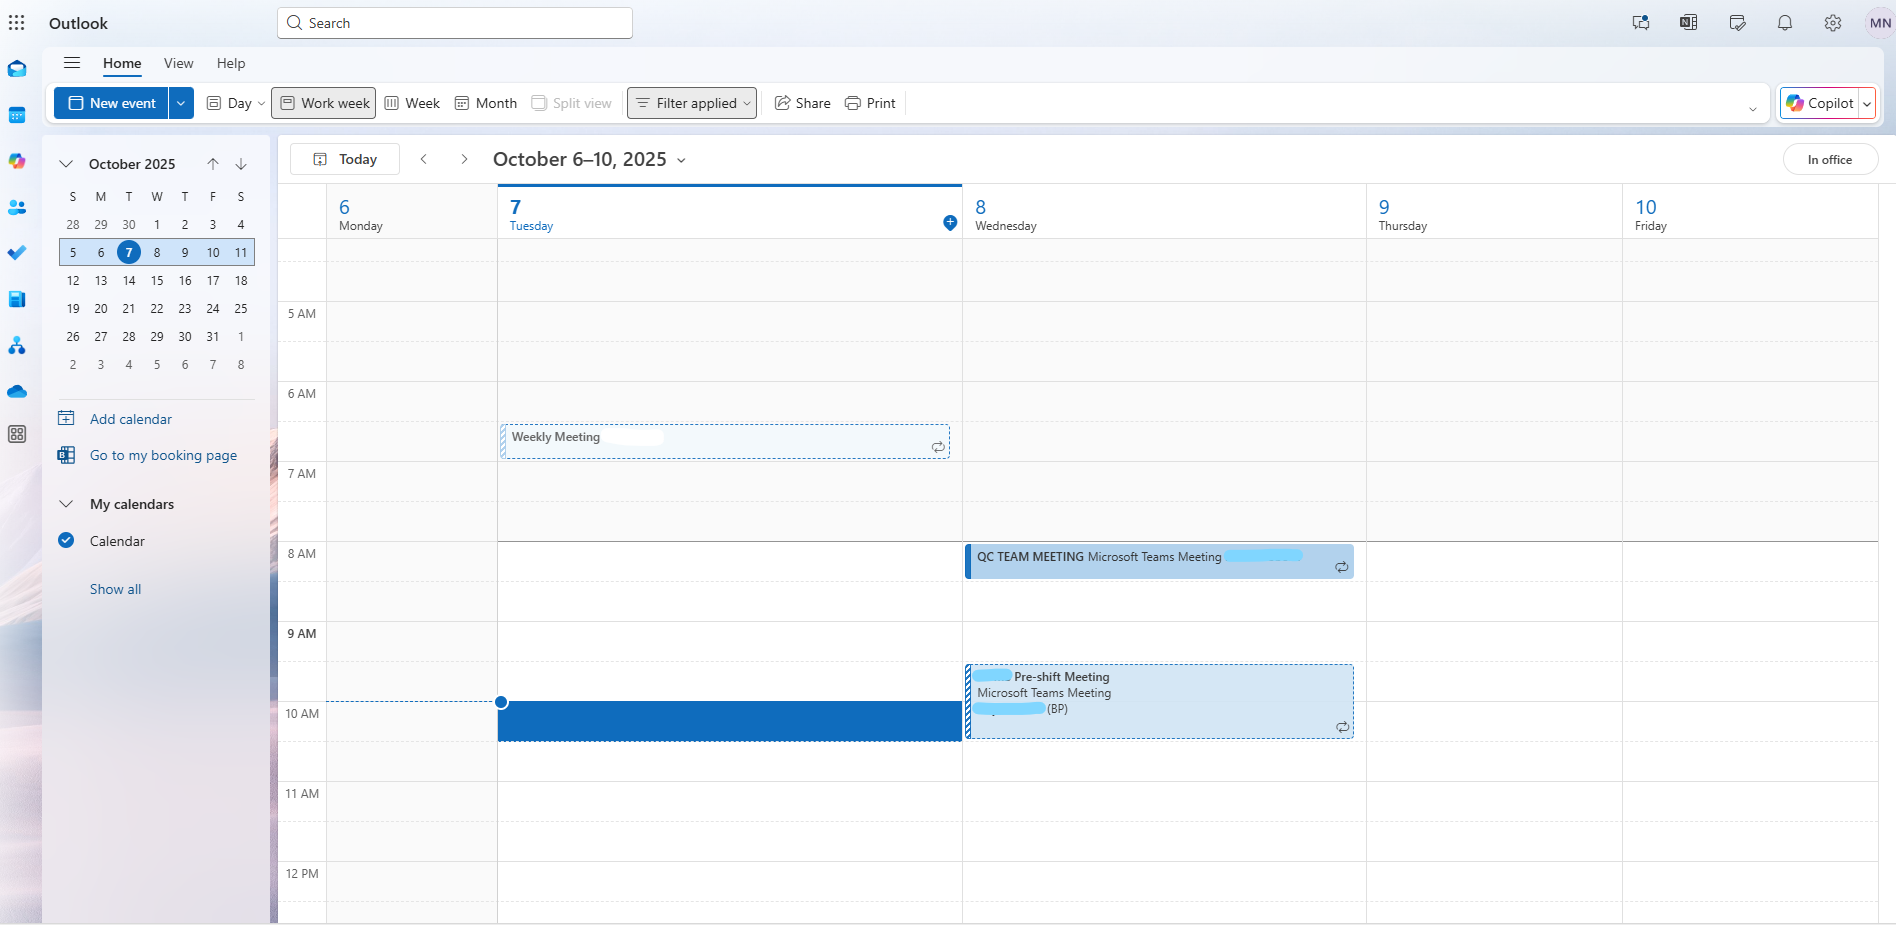 Outlook
Search
MN
Home View Help
New event Day Work week Week Month Split view Filter applied Share Print Copilot
October 2025
S M T W T F S
28 29 30 1 2 3 4
5 6 7 8 9 10 11
12 13 14 15 16 17 18
19 20 21 22 23 24 25
26 27 28 29 30 31 1
2 3 4 5 6 7 8
Add calendar
Go to my booking page
My calendars
Calendar
Show all
Today October 6–10, 2025 In office
6 7 8 9 10
Monday Tuesday Wednesday Thursday Friday
5 AM
6 AM
Weekly Meeting
7 AM
8 AM
QC TEAM MEETING Microsoft Teams Meeting
9 AM
Pre-shift Meeting
Microsoft Teams Meeting
(BP)
10 AM
11 AM
12 PM